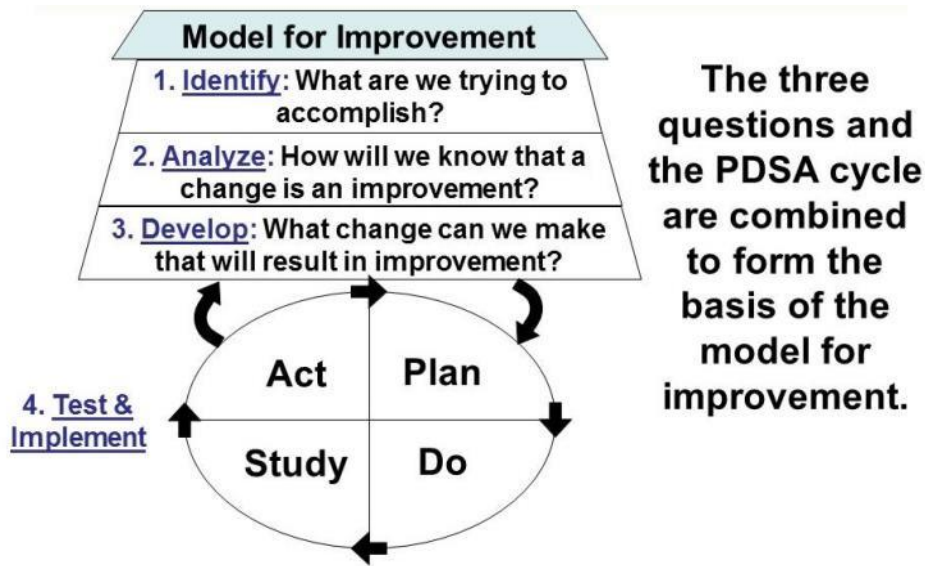 Model for Improvement
1. Identify: What are we trying to
accomplish?
2. Analyze: How will we know that a
change is an improvement?
3. Develop: What change can we make
that will result in improvement?
Act
Plan
Study
Do
4. Test &
Implement
The three
questions and
the PDSA cycle
are combined
to form the
basis of the
model for
improvement.